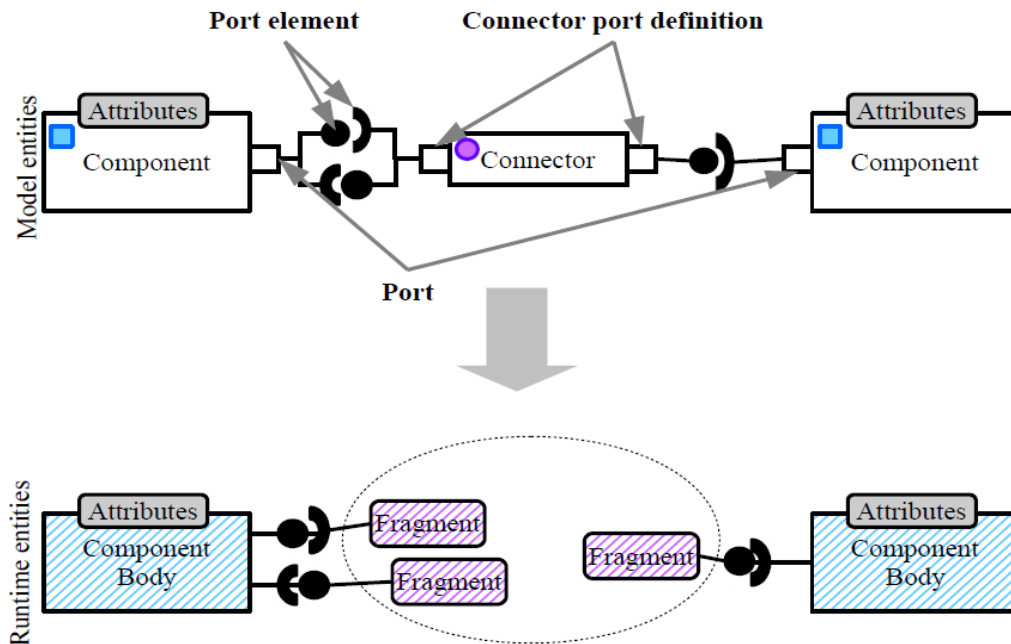 Port element
Connector port definition
Model entities
Attributes
Component
Connector
Attributes
Component
Port
Runtime entities
Attributes
Component
Body
Fragment
Fragment
Fragment
Attributes
Component
Body